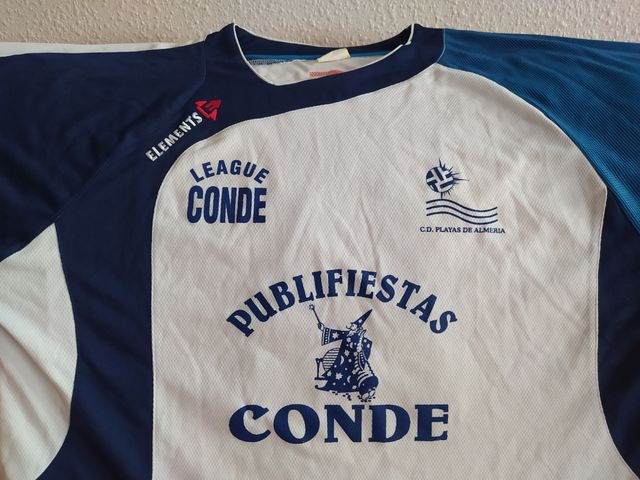 ELEMENTS
LEAGUE
CONDE
C.D. PLAYAS DE ALMERIA
PUBLIFIESTAS
CONDE